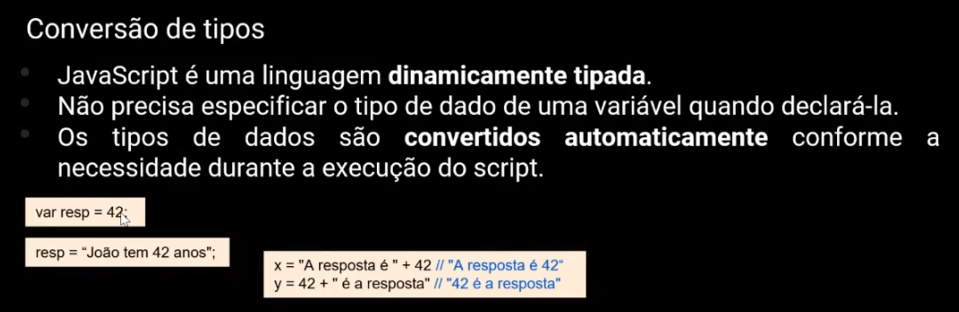 Conversão de tipos
JavaScript é uma linguagem dinamicamente tipada.
Não precisa especificar o tipo de dado de uma variável quando declará-la.
Os tipos de dados são convertidos automaticamente conforme a
necessidade durante a execução do script.
var resp = 42;
resp = “João tem 42 anos";
x = "A resposta é " + 42 // "A resposta é 42“
y = 42 + " é a resposta" // "42 é a resposta"